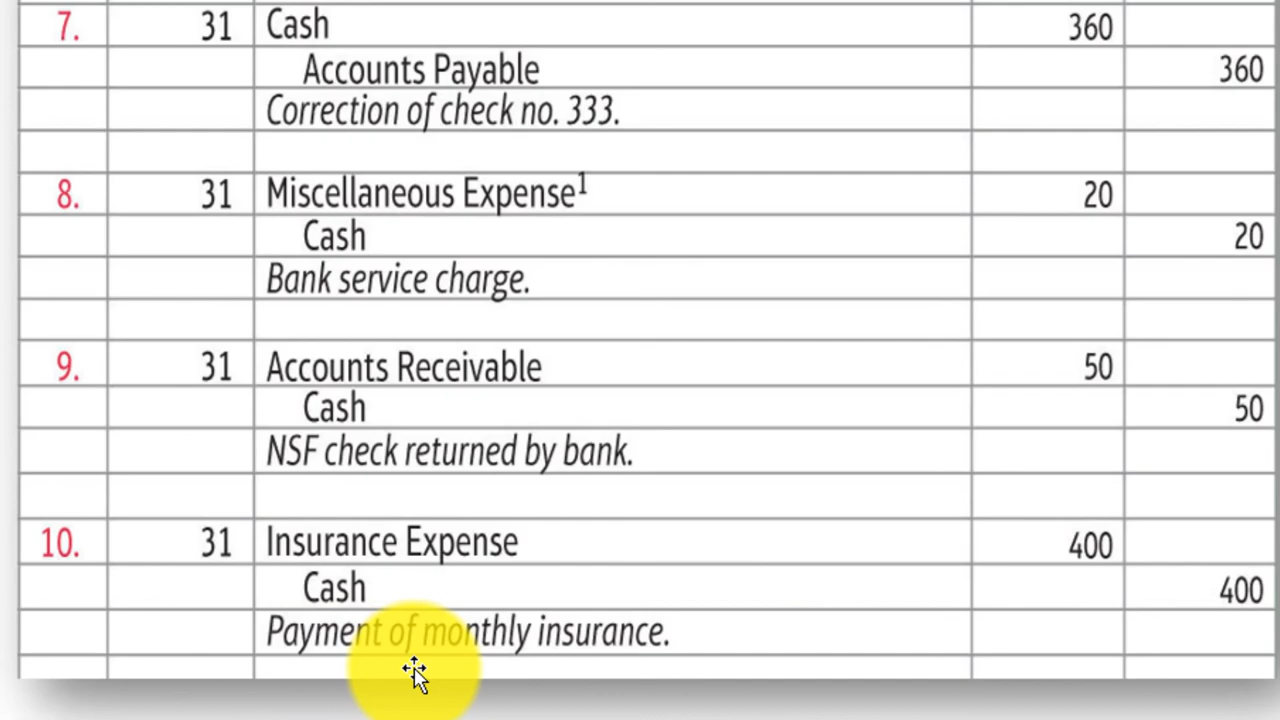 7. 31 Cash 360
Accounts Payable 360
Correction of check no. 333.
8. 31 Miscellaneous Expense¹ 20
Cash 20
Bank service charge.
9. 31 Accounts Receivable 50
Cash 50
NSF check returned by bank.
10. 31 Insurance Expense 400
Cash 400
Payment of monthly insurance.